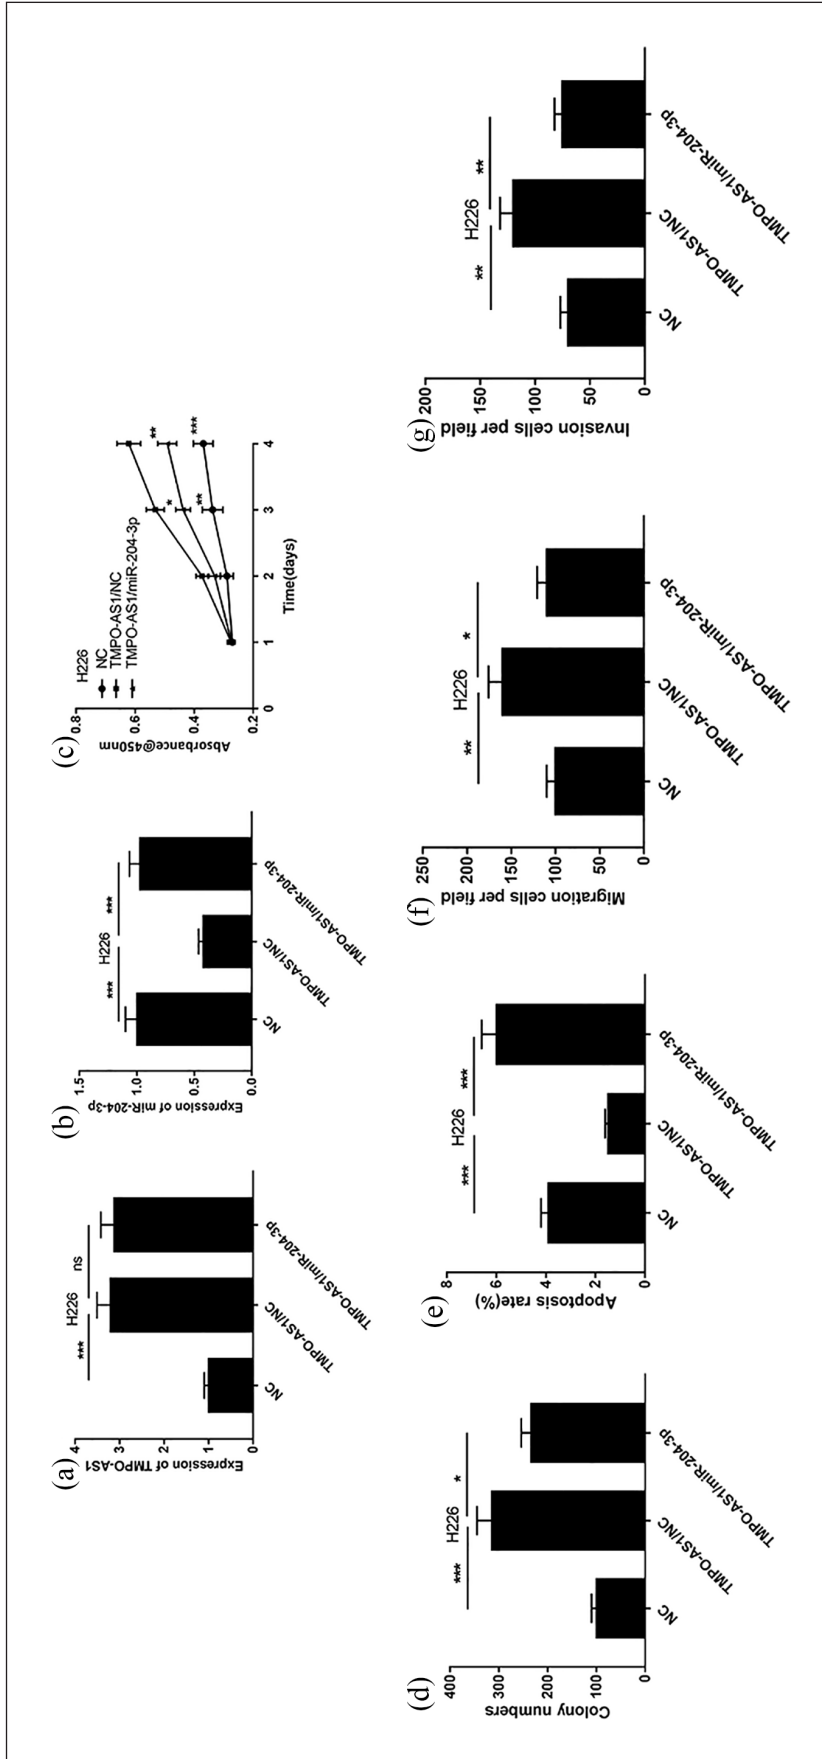 (a)
Expression of TMPO-AS1
4
3
2
1
0
H226
***
ns
NC
TMPO-AS1/NC
TMPO-AS1/miR-204-3p
(b)
Expression of miR-204-3p
1.5
1.0
0.5
0.0
H226
***
***
NC
TMPO-AS1/NC
TMPO-AS1/miR-204-3p
(c)
Absorbance@450nm
0.8
0.6
0.4
0.2
H226
NC
TMPO-AS1/NC
TMPO-AS1/miR-204-3p
*
**
**
***
0
1
2
3
4
Time(days)
(d)
Colony numbers
400
300
200
100
0
H226
***
*
NC
TMPO-AS1/NC
TMPO-AS1/miR-204-3p
(e)
Apoptosis rate(%)
8
6
4
2
0
H226
***
***
NC
TMPO-AS1/NC
TMPO-AS1/miR-204-3p
(f)
Migration cells per field
250
200
150
100
50
0
H226
**
*
NC
TMPO-AS1/NC
TMPO-AS1/miR-204-3p
(g)
Invasion cells per field
200
150
100
50
0
H226
**
**
NC
TMPO-AS1/NC
TMPO-AS1/miR-204-3p